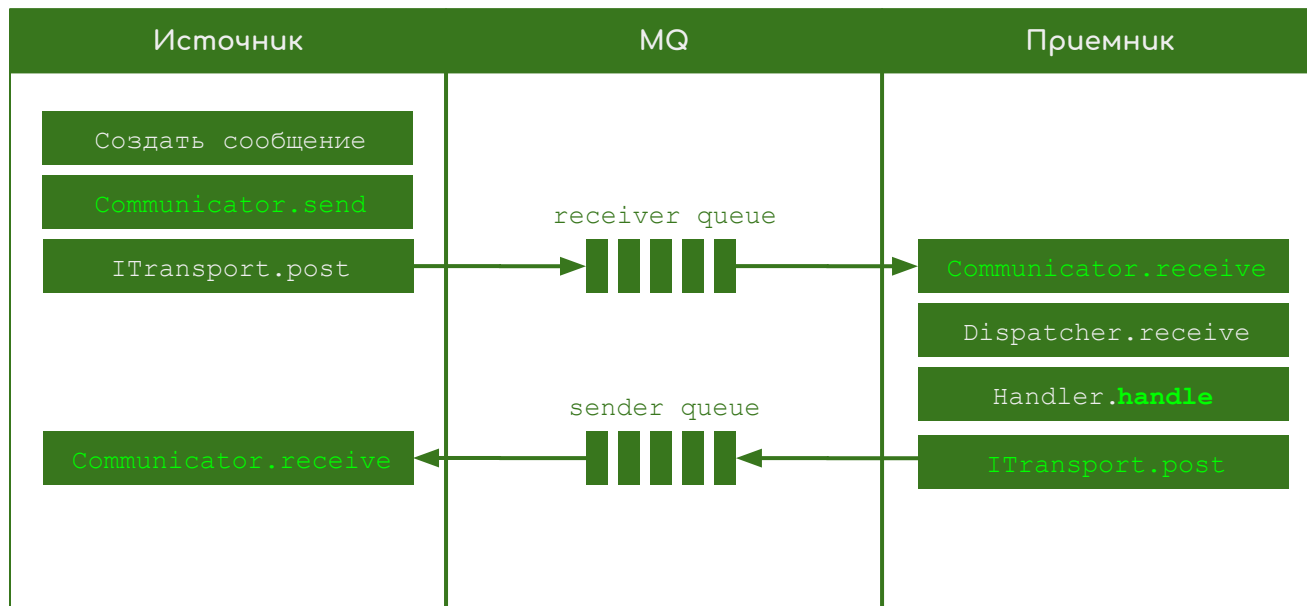 Источник
MQ
Приемник
Создать сообщение
Communicator.send
receiver queue
ITransport.post
Communicator.receive
Dispatcher.receive
Handler.handle
sender queue
Communicator.receive
ITransport.post